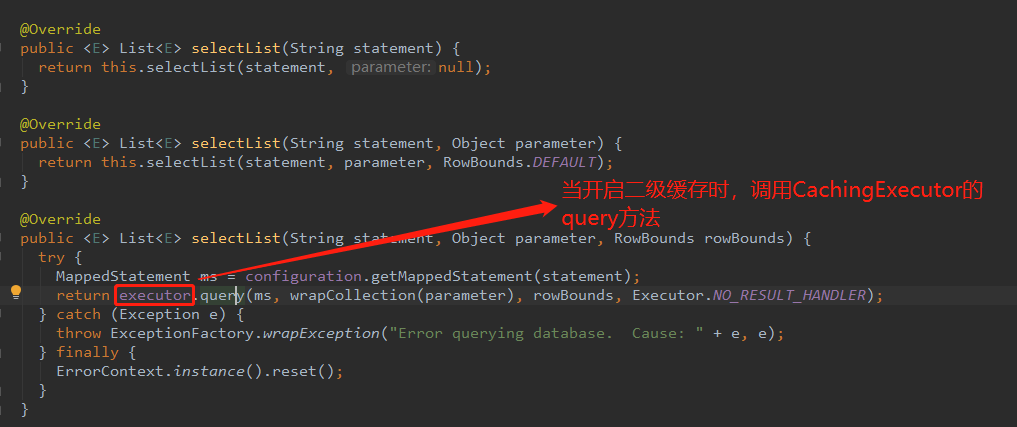 @Override
public <E> List<E> selectList(String statement) {
return this.selectList(statement, parameter: null);
}
@Override
public <E> List<E> selectList(String statement, Object parameter) {
return this.selectList(statement, parameter, RowBounds.DEFAULT);
}
当开启二级缓存时，调用CachingExecutor的
query方法
@Override
public <E> List<E> selectList(String statement, Object parameter, RowBounds rowBounds) {
try {
MappedStatement ms = configuration.getMappedStatement(statement);
return executor.query(ms, wrapCollection(parameter), rowBounds, Executor.NO_RESULT_HANDLER);
} catch (Exception e) {
throw ExceptionFactory.wrapException("Error querying database.  Cause: " + e, e);
} finally {
ErrorContext.instance().reset();
}
}